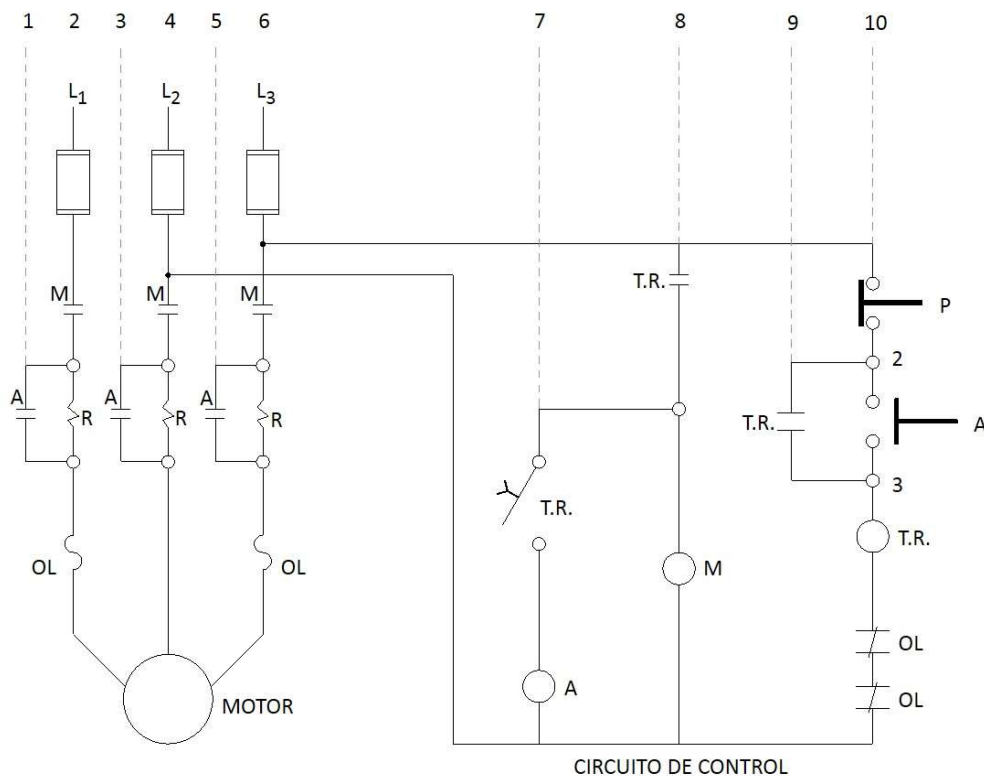 1 2 3 4 5 6 7 8 9 10
L1 L2 L3
T.R.
M M M
P
2
A A A
R R R
T.R.
A
3
T.R.
T.R.
OL OL
M
OL
A
OL
MOTOR
CIRCUITO DE CONTROL